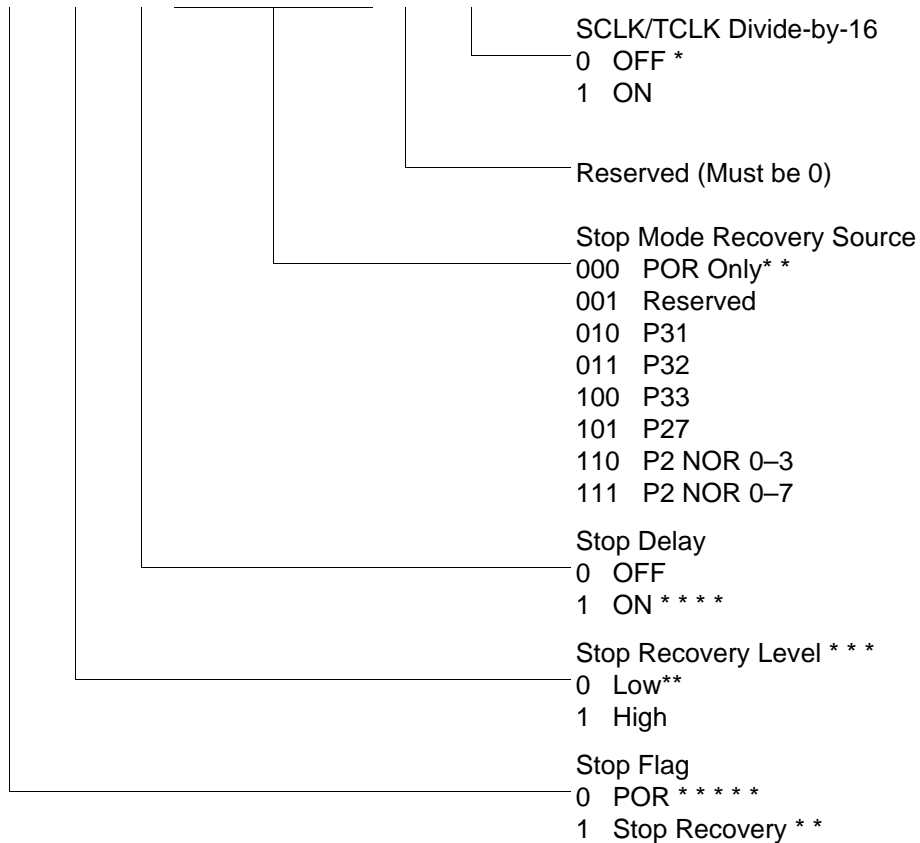 SCLK/TCLK Divide-by-16
0 OFF *
1 ON
Reserved (Must be 0)
Stop Mode Recovery Source
000 POR Only* *
001 Reserved
010 P31
011 P32
100 P33
101 P27
110 P2 NOR 0–3
111 P2 NOR 0–7
Stop Delay
0 OFF
1 ON * * * *
Stop Recovery Level * * *
0 Low**
1 High
Stop Flag
0 POR * * * * *
1 Stop Recovery * *